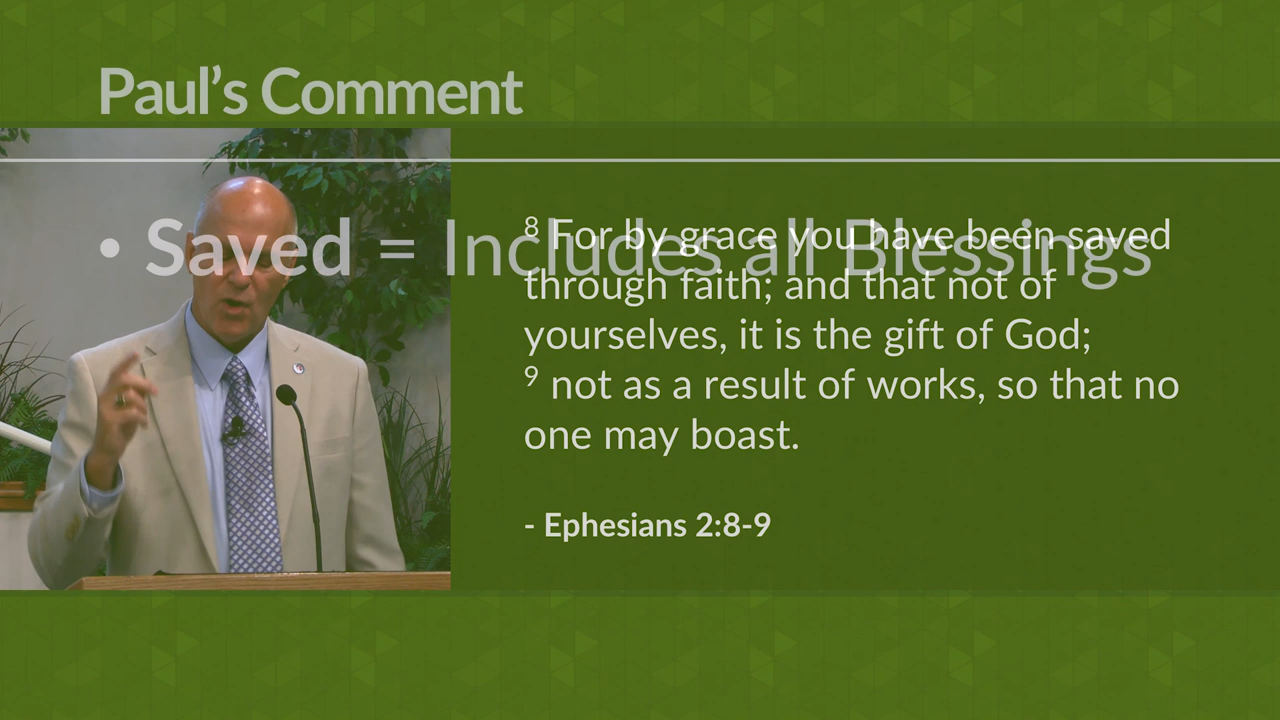 Paul’s Comment
• Saved = Includes all Blessings
8 For by grace you have been saved
through faith; and that not of
yourselves, it is the gift of God;
9 not as a result of works, so that no
one may boast.
- Ephesians 2:8-9